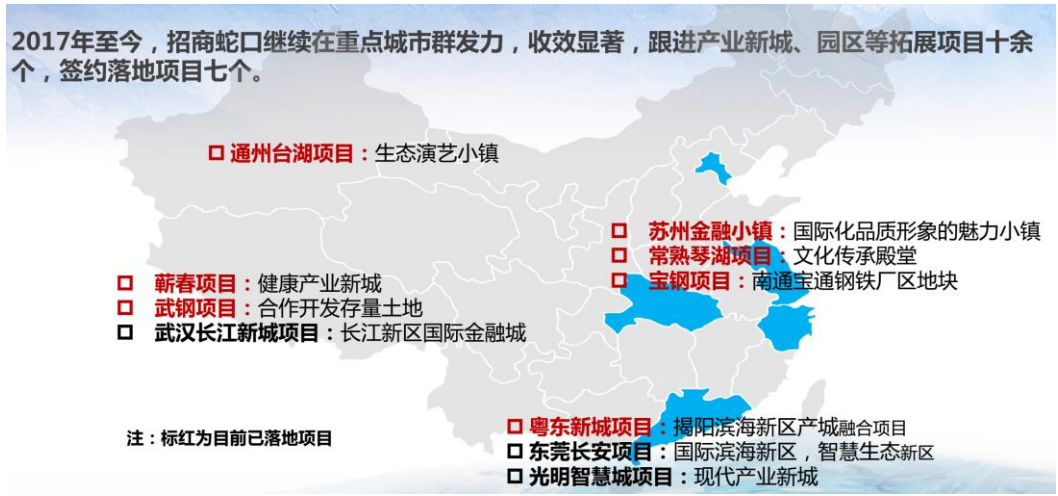 2017年至今，招商蛇口继续在重点城市群发力，收效显著，跟进产业新城、园区等拓展项目十余
个，签约落地项目七个。
通州台湖项目：生态演艺小镇
苏州金融小镇：国际化品质形象的魅力小镇
常熟琴湖项目：文化传承殿堂
宝钢项目：南通宝通钢铁厂区地块
蕲春项目：健康产业新城
武钢项目：合作开发存量土地
武汉长江新城项目：长江新区国际金融城
粤东新城项目：揭阳滨海新区产城融合项目
东莞长安项目：国际滨海新区，智慧生态新区
光明智慧城项目：现代产业新城
注：标红为目前已落地项目